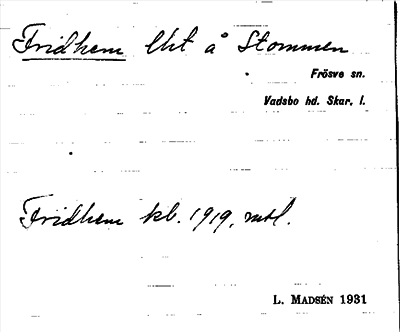 Fridhem lht å Stommen
Frösve sn.
Vadsbo hd. Skar. l.
Fridhem kb. 1919, mtl.
L. MADSÉN 1931